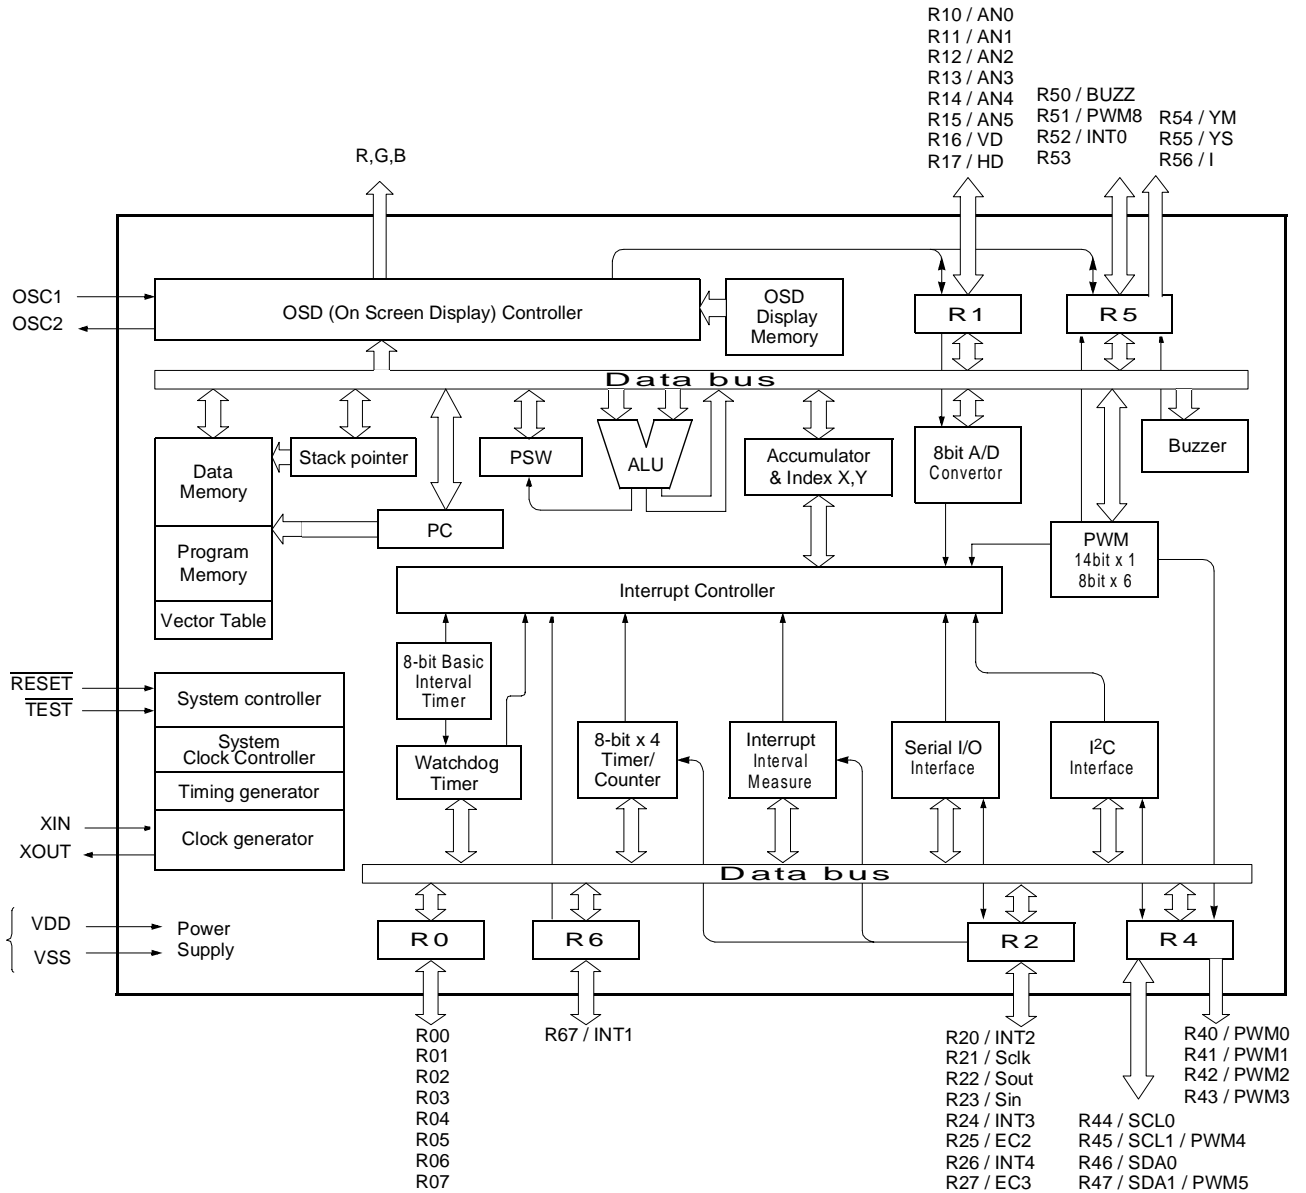 R10 / AN0
R11 / AN1
R12 / AN2
R13 / AN3
R14 / AN4
R15 / AN5
R16 / VD
R17 / HD
R50 / BUZZ
R51 / PWM8
R52 / INT0
R53
R54 / YM
R55 / YS
R56 / I
R,G,B
OSC1
OSC2
OSD (On Screen Display) Controller
OSD
Display
Memory
R1
R5
Data bus
Data
Memory
Stack pointer
PSW
ALU
Accumulator
& Index X,Y
8bit A/D
Convertor
Buzzer
Program
Memory
Vector Table
PC
PWM
14bit x 1
8bit x 6
Interrupt Controller
8-bit Basic
Interval
Timer
RESET
TEST
System controller
System
Clock Controller
Timing generator
Clock generator
XIN
XOUT
Watchdog
Timer
8-bit x 4
Timer/
Counter
Interrupt
Interval
Measure
Serial I/O
Interface
I2C
Interface
Data bus
VDD
VSS
Power
Supply
R0
R6
R2
R4
R00
R01
R02
R03
R04
R05
R06
R07
R67 / INT1
R20 / INT2
R21 / Sclk
R22 / Sout
R23 / Sin
R24 / INT3
R25 / EC2
R26 / INT4
R27 / EC3
R40 / PWM0
R41 / PWM1
R42 / PWM2
R43 / PWM3
R44 / SCL0
R45 / SCL1 / PWM4
R46 / SDA0
R47 / SDA1 / PWM5